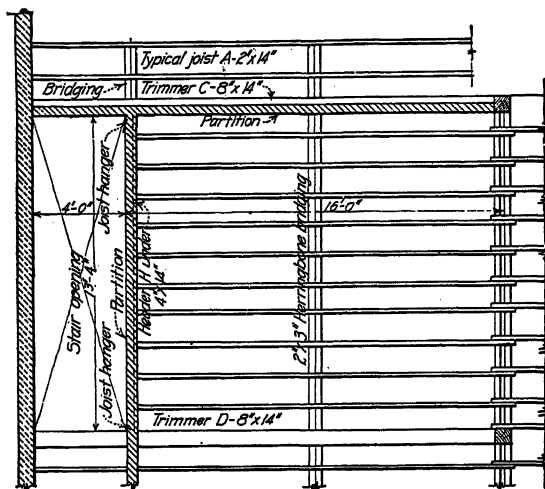 Typical joist A-2"x14"
Bridging
Trimmer C-8"x14"
Partition
4'-0"
16'-0"
Joist hanger
Stair opening
13'-4"
Partition
Header H under
4"x14"
2"x3" Herringbone bridging
Joist hanger
Trimmer D-8"x14"